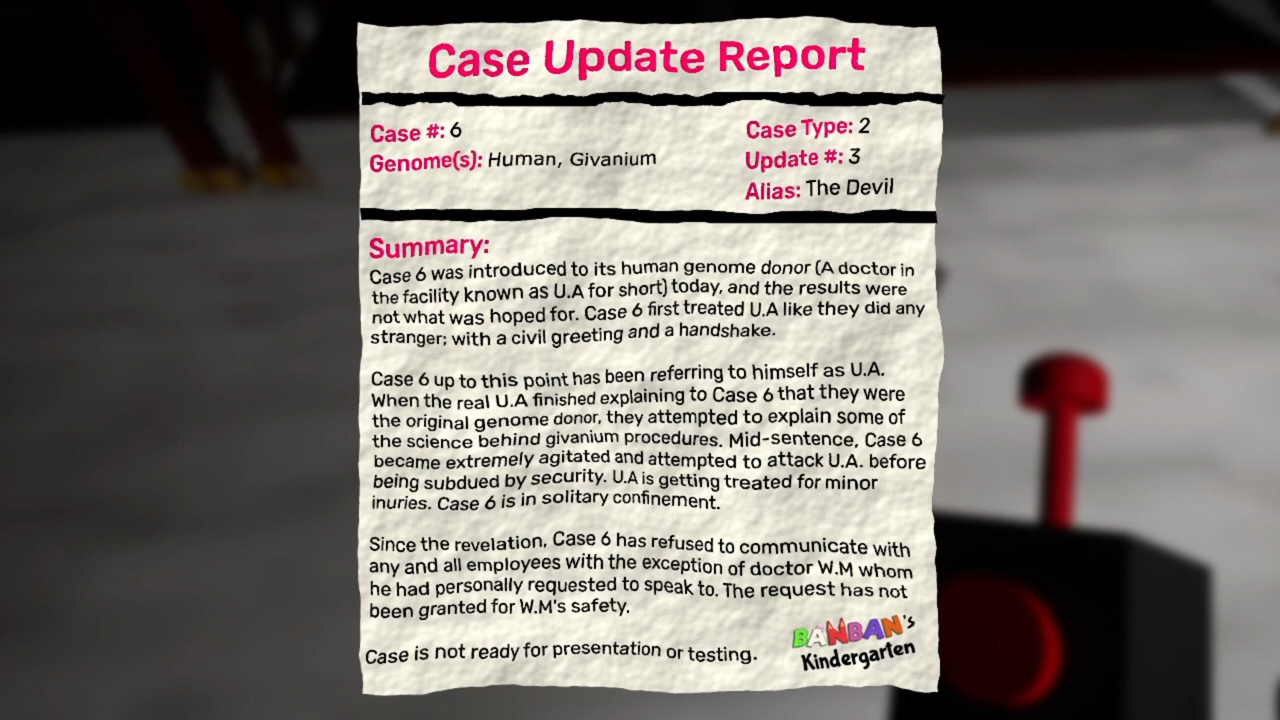 Case Update Report
Case #: 6
Genome(s): Human, Givanium
Case Type: 2
Update #: 3
Alias: The Devil
Summary:
Case 6 was introduced to its human genome donor (A doctor in
the facility known as U.A for short) today, and the results were
not what was hoped for. Case 6 first treated U.A like they did any
stranger; with a civil greeting and a handshake.
Case 6 up to this point has been referring to himself as U.A.
When the real U.A finished explaining to Case 6 that they were
the original genome donor, they attempted to explain some of
the science behind givanium procedures. Mid-sentence, Case 6
became extremely agitated and attempted to attack U.A. before
being subdued by security. U.A is getting treated for minor
inuries. Case 6 is in solitary confinement.
Since the revelation, Case 6 has refused to communicate with
any and all employees with the exception of doctor W.M whom
he had personally requested to speak to. The request has not
been granted for W.M's safety.
Case is not ready for presentation or testing.
BANBAN's
Kindergarten